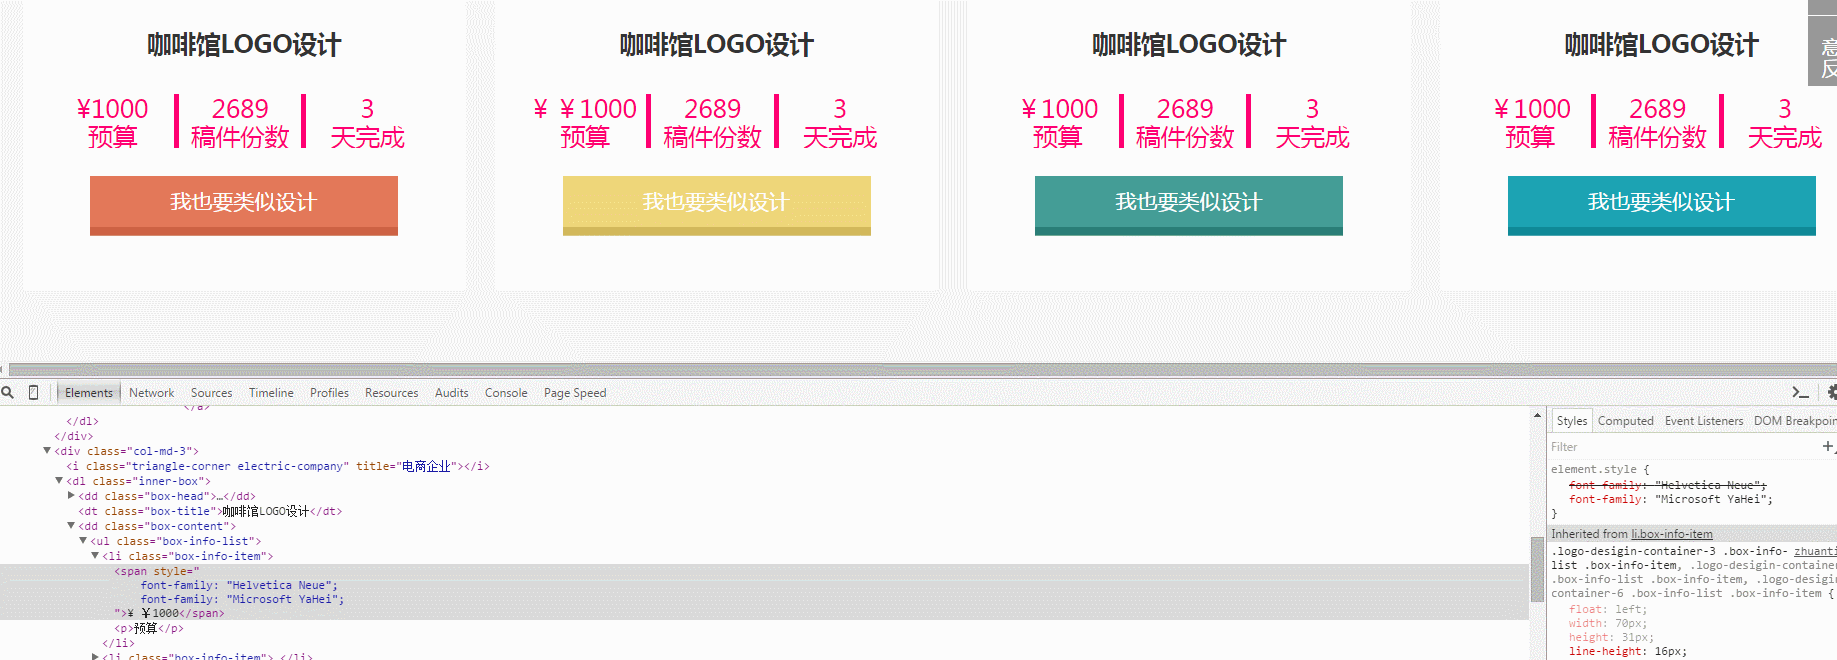 咖啡馆LOGO设计 咖啡馆LOGO设计 咖啡馆LOGO设计 咖啡馆LOGO设计
意
反
¥1000 2689 3 ¥ ￥1000 2689 3 ￥1000 2689 3 ￥1000 2689 3
预算 稿件份数 天完成 预算 稿件份数 天完成 预算 稿件份数 天完成 预算 稿件份数 天完成
我也要类似设计 我也要类似设计 我也要类似设计 我也要类似设计
Elements Network Sources Timeline Profiles Resources Audits Console Page Speed
</a>
</dl>
</div>
▼<div class="col-md-3">
<i class="triangle-corner electric-company" title="电商企业"></i>
▼<dl class="inner-box">
▶<dd class="box-head">…</dd>
<dt class="box-title">咖啡馆LOGO设计</dt>
▼<dd class="box-content">
▼<ul class="box-info-list">
▼<li class="box-info-item">
<span style="
font-family: "Helvetica Neue";
font-family: "Microsoft YaHei";
">¥ ￥1000</span>
<p>预算</p>
</li>
▶<li class="box-info-item">…</li>
Styles Computed Event Listeners DOM Breakpoin
Filter
element.style {
font-family: "Helvetica Neue";
font-family: "Microsoft YaHei";
}
Inherited from li.box-info-item
.logo-desigin-container-3 .box-info- zhuanti
list .box-info-item, .logo-desigin-container
.box-info-list .box-info-item, .logo-desigi
container-6 .box-info-list .box-info-item {
float: left;
width: 70px;
height: 31px;
line-height: 16px;